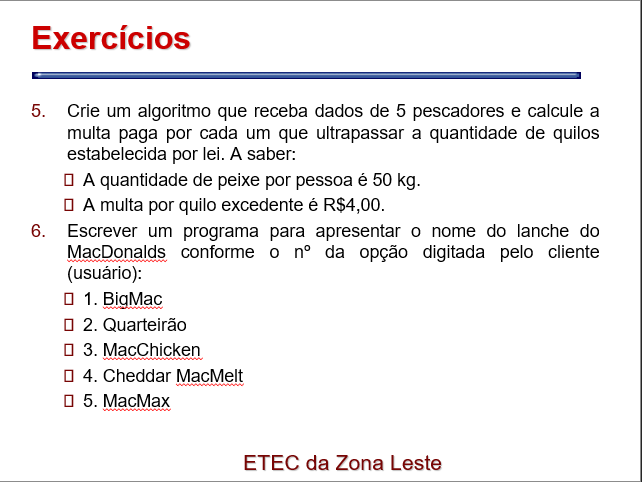 Exercícios
5. Crie um algoritmo que receba dados de 5 pescadores e calcule a
multa paga por cada um que ultrapassar a quantidade de quilos
estabelecida por lei. A saber:
A quantidade de peixe por pessoa é 50 kg.
A multa por quilo excedente é R$4,00.
6. Escrever um programa para apresentar o nome do lanche do
MacDonalds conforme o nº da opção digitada pelo cliente
(usuário):
1. BigMac
2. Quarteirão
3. MacChicken
4. Cheddar MacMelt
5. MacMax
ETEC da Zona Leste